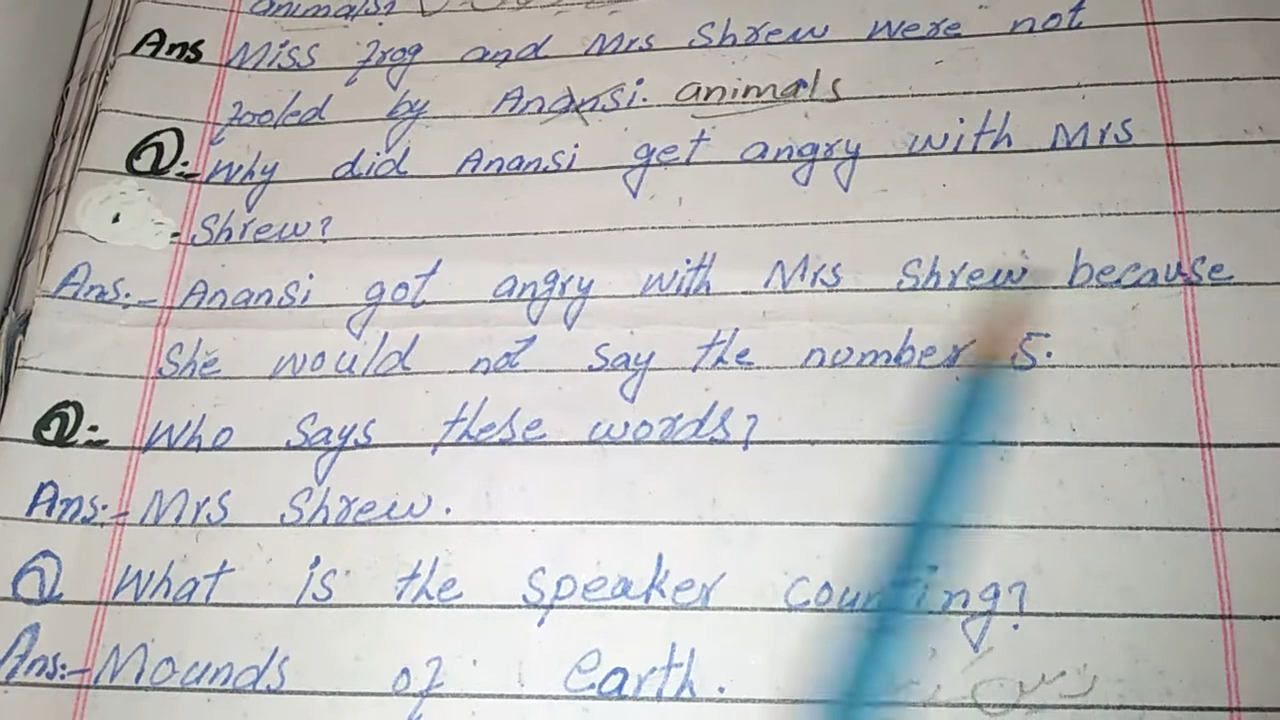 animals?
Ans Miss frog and Mrs Shrew were not
fooled by Anansi. animals
Q:- Why did Anansi get angry with Mrs
- Shrew?
Ans:- Anansi got angry with Mrs Shrew because
She would not say the number 5.
Q:- Who Says these words?
Ans:- Mrs Shrew.
Q What is the speaker counting?
Ans:- Mounds of Earth.